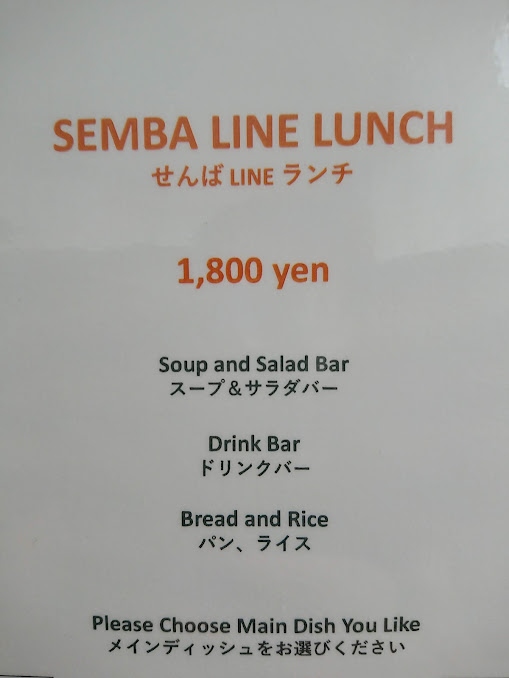 SEMBA LINE LUNCH
せんば LINE ランチ
1,800 yen
Soup and Salad Bar
スープ＆サラダバー
Drink Bar
ドリンクバー
Bread and Rice
パン、ライス
Please Choose Main Dish You Like
メインディッシュをお選びください